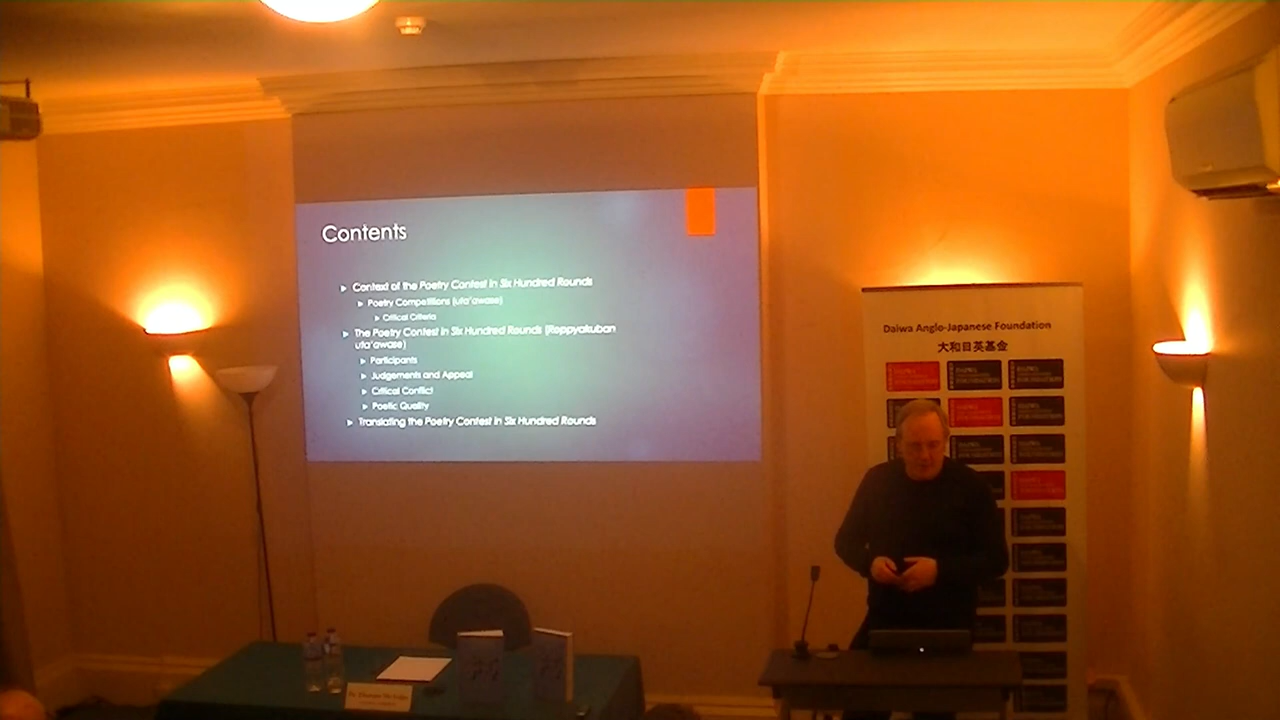 Contents
Context of the Poetry Contest in Six Hundred Rounds
Poetry Competitions (uta'awase)
Critical Criteria
The Poetry Contest in Six Hundred Rounds (Roppyakuban
uta'awase)
Participants
Judgements and Appeal
Critical Conflict
Poetic Quality
Translating the Poetry Contest in Six Hundred Rounds
Daiwa Anglo-Japanese Foundation
大和日英基金